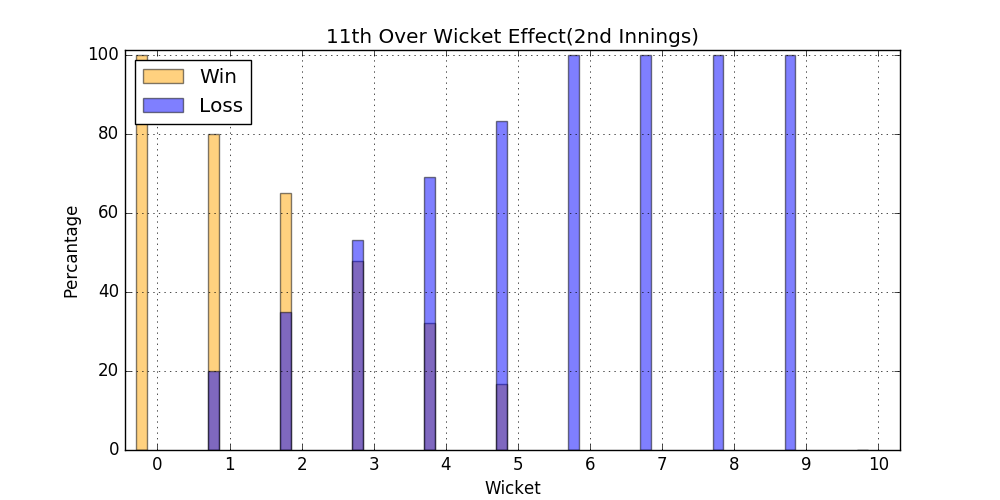 11th Over Wicket Effect(2nd Innings)
Win
Loss
Percantage
100
80
60
40
20
0
0 1 2 3 4 5 6 7 8 9 10
Wicket